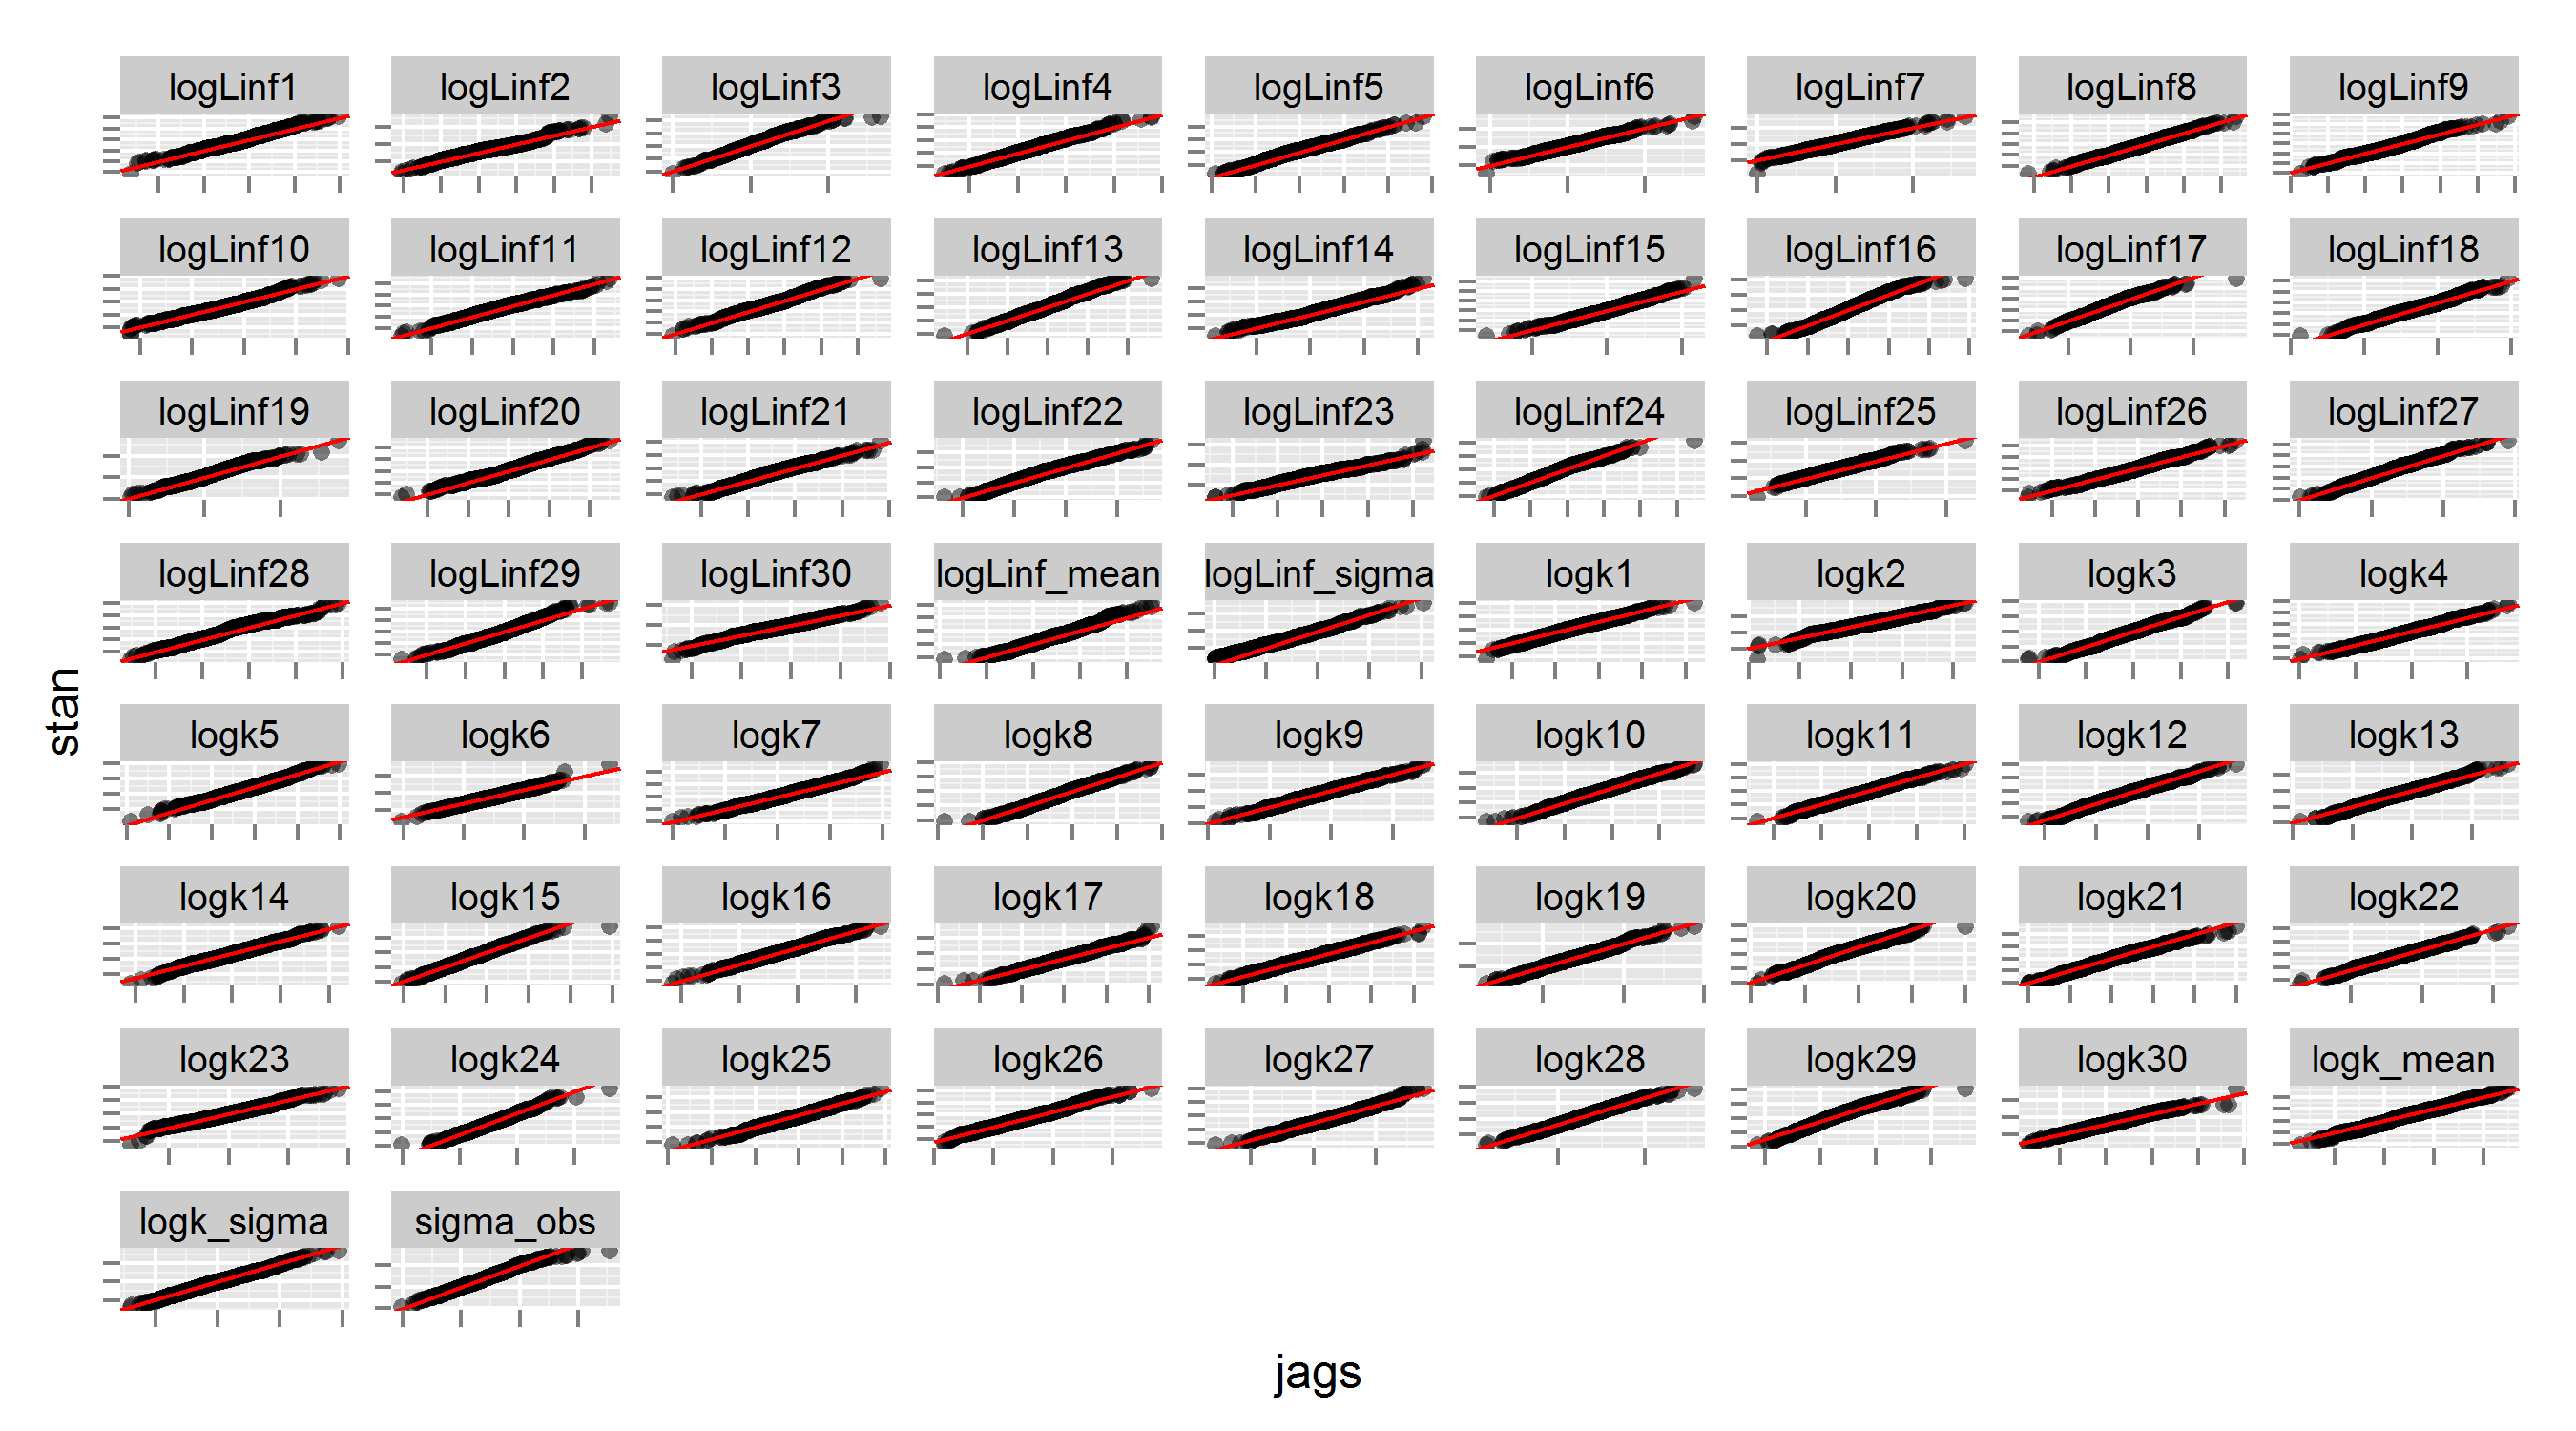 logLinf1 logLinf2 logLinf3 logLinf4 logLinf5 logLinf6 logLinf7 logLinf8 logLinf9
logLinf10 logLinf11 logLinf12 logLinf13 logLinf14 logLinf15 logLinf16 logLinf17 logLinf18
logLinf19 logLinf20 logLinf21 logLinf22 logLinf23 logLinf24 logLinf25 logLinf26 logLinf27
logLinf28 logLinf29 logLinf30 logLinf_mean logLinf_sigma logk1 logk2 logk3 logk4
stan
logk5 logk6 logk7 logk8 logk9 logk10 logk11 logk12 logk13
logk14 logk15 logk16 logk17 logk18 logk19 logk20 logk21 logk22
logk23 logk24 logk25 logk26 logk27 logk28 logk29 logk30 logk_mean
logk_sigma sigma_obs
jags